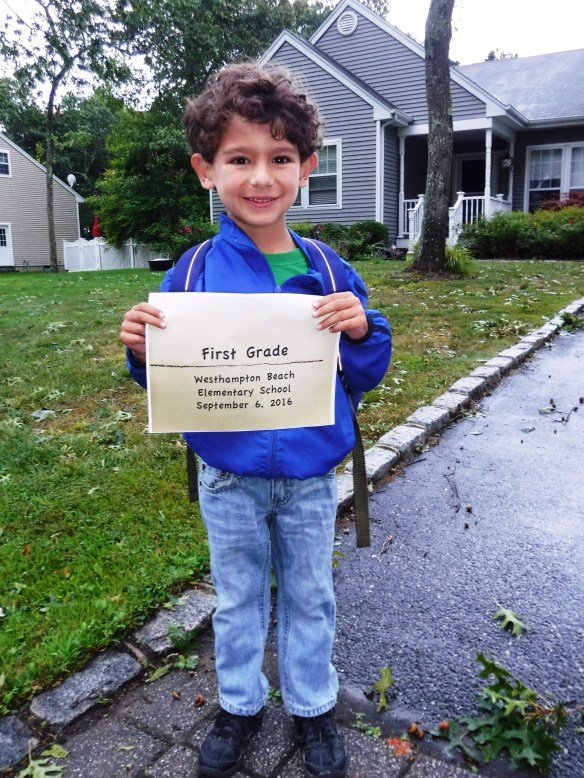 First Grade
Westhampton Beach
Elementary School
September 6, 2016